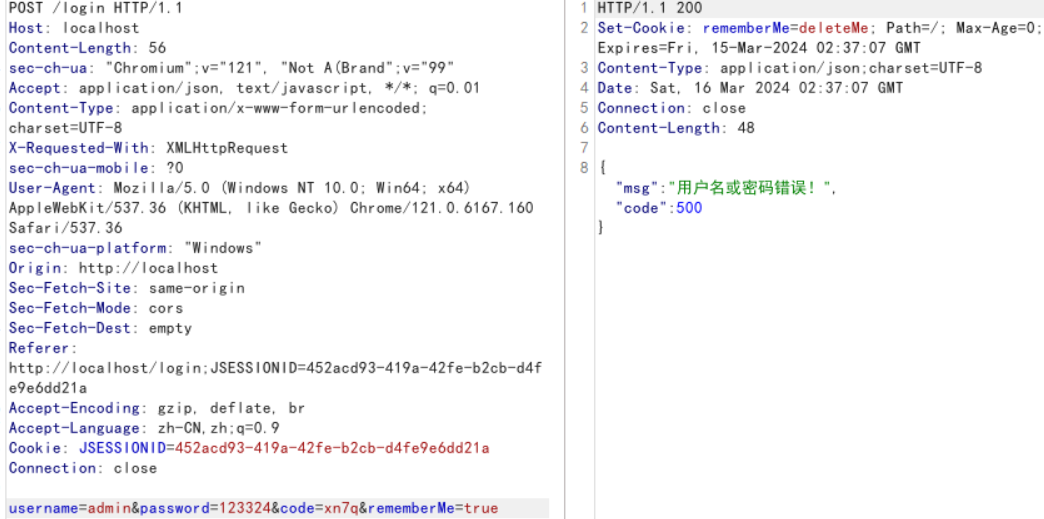 POST /login HTTP/1.1
Host: localhost
Content-Length: 56
sec-ch-ua: "Chromium";v="121", "Not A(Brand";v="99"
Accept: application/json, text/javascript, */*; q=0.01
Content-Type: application/x-www-form-urlencoded;
charset=UTF-8
X-Requested-With: XMLHttpRequest
sec-ch-ua-mobile: ?0
User-Agent: Mozilla/5.0 (Windows NT 10.0; Win64; x64)
AppleWebKit/537.36 (KHTML, like Gecko) Chrome/121.0.6167.160
Safari/537.36
sec-ch-ua-platform: "Windows"
Origin: http://localhost
Sec-Fetch-Site: same-origin
Sec-Fetch-Mode: cors
Sec-Fetch-Dest: empty
Referer:
http://localhost/login;JSESSIONID=452acd93-419a-42fe-b2cb-d4f
e9e6dd21a
Accept-Encoding: gzip, deflate, br
Accept-Language: zh-CN,zh;q=0.9
Cookie: JSESSIONID=452acd93-419a-42fe-b2cb-d4fe9e6dd21a
Connection: close
username=admin&password=123324&code=xn7q&rememberMe=true
1 HTTP/1.1 200
2 Set-Cookie: rememberMe=deleteMe; Path=/; Max-Age=0;
Expires=Fri, 15-Mar-2024 02:37:07 GMT
3 Content-Type: application/json;charset=UTF-8
4 Date: Sat, 16 Mar 2024 02:37:07 GMT
5 Connection: close
6 Content-Length: 48
7
8 {
"msg":"用户名或密码错误!",
"code":500
}